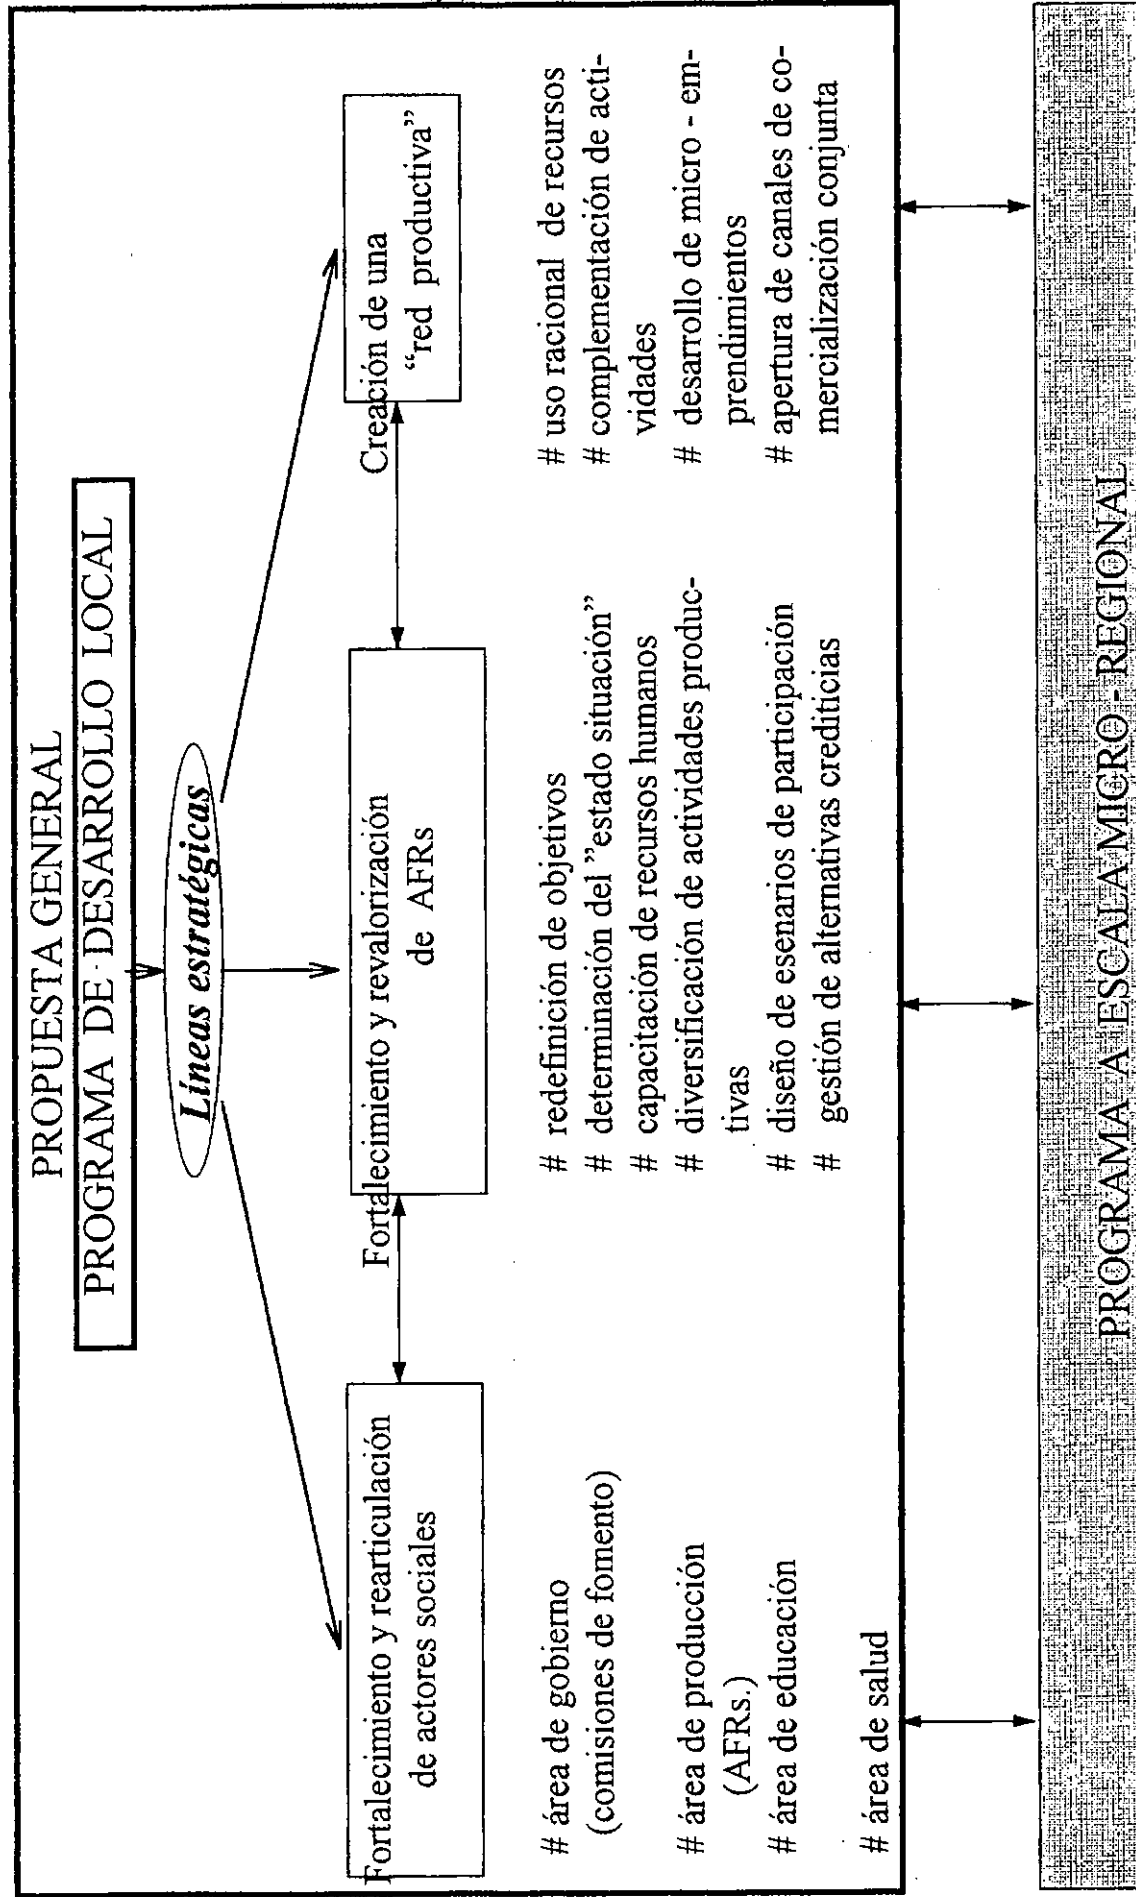 PROPUESTA GENERAL
PROGRAMA DE DESARROLLO LOCAL
Líneas estratégicas
Fortalecimiento y rearticulación
de actores sociales
# área de gobierno
(comisiones de fomento)
# área de producción
(AFRs.)
# área de educación
# área de salud
Fortalecimiento y revalorización
de AFRs
# redefinición de objetivos
# determinación del "estado situación"
# capacitación de recursos humanos
# diversificación de actividades produc-
tivas
# diseño de esenarios de participación
# gestión de alternativas crediticias
Creación de una
“red productiva”
# uso racional de recursos
# complementación de acti-
vidades
# desarrollo de micro - em-
prendimientos
# apertura de canales de co-
mercialización conjunta
PROGRAMA A ESCALA MICRO - REGIONAL